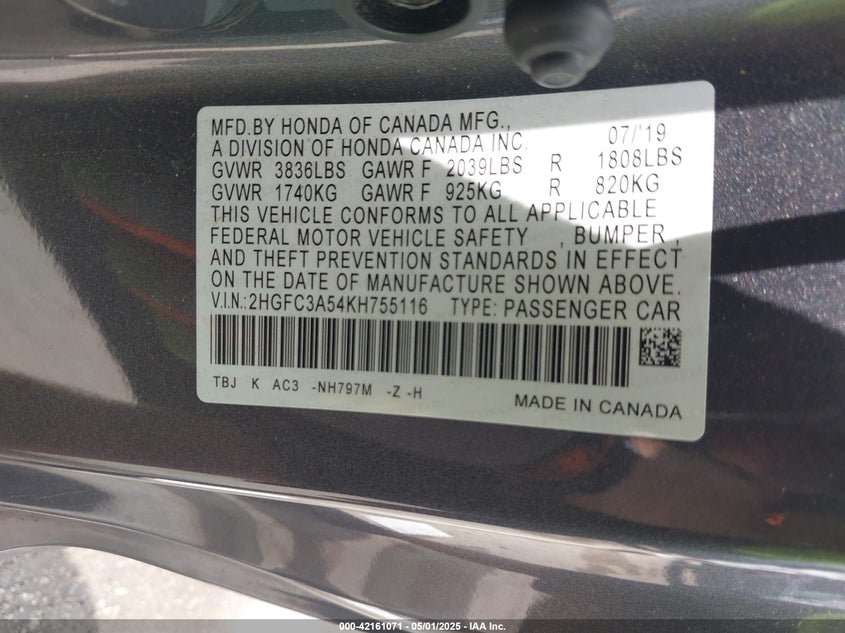 MFD.BY HONDA OF CANADA MFG.,
A DIVISION OF HONDA CANADA INC. 07/'19
GVWR 3836LBS GAWR F 2039LBS R 1808LBS
GVWR 1740KG GAWR F 925KG R 820KG
THIS VEHICLE CONFORMS TO ALL APPLICABLE
FEDERAL MOTOR VEHICLE SAFETY , BUMPER ,
AND THEFT PREVENTION STANDARDS IN EFFECT
ON THE DATE OF MANUFACTURE SHOWN ABOVE.
V.I.N.:2HGFC3A54KH755116 TYPE: PASSENGER CAR
TBJ K AC3 -NH797M -Z -H
MADE IN CANADA
000-42161071 - 05/01/2025 - IAA Inc.